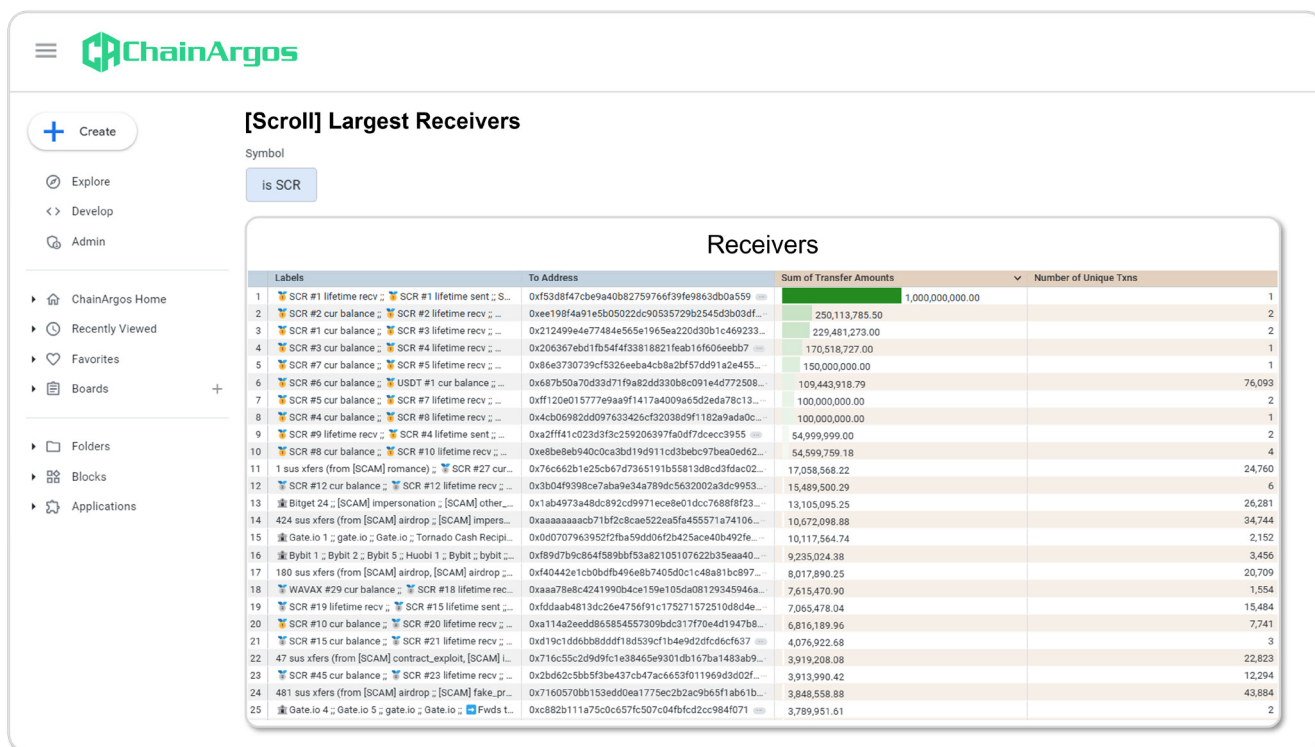 ChainArgos
Create
Explore
Develop
Admin
ChainArgos Home
Recently Viewed
Favorites
Boards
Folders
Blocks
Applications
[Scroll] Largest Receivers
Symbol
is SCR
Receivers
Labels To Address Sum of Transfer Amounts Number of Unique Txns
1 🥇 SCR #1 lifetime recv ;; 🥇 SCR #1 lifetime sent ;; S... 0xf53d8f47cbe9a40b82759766f39fe9863db0a559 1,000,000,000.00 1
2 🥇 SCR #2 cur balance ;; 🥇 SCR #2 lifetime recv ;; ... 0xee198f4a91e5b05022dc90535729b2545d3b03df... 250,113,785.50 2
3 🥇 SCR #1 cur balance ;; 🥇 SCR #3 lifetime recv ;; ... 0x212499e4e77484e565e1965ea220d30b1c469233... 229,481,273.00 2
4 🥇 SCR #3 cur balance ;; 🥇 SCR #4 lifetime recv ;; ... 0x206367ebd1fb54f4f33818821feab16f606eebb7 170,518,727.00 1
5 🥇 SCR #7 cur balance ;; 🥇 SCR #5 lifetime recv ;; ... 0x86e3730739cf5326eeba4cb8a2bf57dd91a2e455... 150,000,000.00 1
6 🥇 SCR #6 cur balance ;; 🥇 USDT #1 cur balance ;; ... 0x687b50a70d33d71f9a82dd330b8c091e4d772508... 109,443,918.79 76,093
7 🥇 SCR #5 cur balance ;; 🥇 SCR #7 lifetime recv ;; ... 0xff120e015777e9aa9f1417a4009a65d2eda78c13... 100,000,000.00 2
8 🥇 SCR #4 cur balance ;; 🥇 SCR #8 lifetime recv ;; ... 0x4cb06982dd097633426cf32038d9f1182a9ada0c... 100,000,000.00 1
9 🥇 SCR #9 lifetime recv ;; 🥇 SCR #4 lifetime sent ;; ... 0xa2fff41c023d3f3c259206397fa0df7dcecc3955 54,999,999.00 2
10 🥇 SCR #8 cur balance ;; 🥇 SCR #10 lifetime recv ;; ... 0xe8be8eb940c0ca3bd19d911cd3bebc97bea0ed62... 54,599,759.18 4
11 1 sus xfers (from [SCAM] romance) ;; 🥈 SCR #27 cur... 0x76c662b1e25cb67d7365191b55813d8cd3fdac02... 17,058,568.22 24,760
12 🥈 SCR #12 cur balance ;; 🥈 SCR #12 lifetime recv ;; ... 0x3b04f9398ce7aba9e34a789dc5632002a3dc9953... 15,489,500.29 6
13 🏦 Bitget 24 ;; [SCAM] impersonation ;; [SCAM] other_... 0x1ab4973a48dc892cd9971ece8e01dcc7688f8f23... 13,105,095.25 26,281
14 424 sus xfers (from [SCAM] airdrop ;; [SCAM] impers... 0xaaaaaaaacb71bf2c8cae522ea5fa455571a74106... 10,672,098.88 34,744
15 🏦 Gate.io 1 ;; gate.io ;; Gate.io ;; Tornado Cash Recipi... 0x0d0707963952f2fba59dd06f2b425ace40b492fe... 10,117,564.74 2,152
16 🏦 Bybit 1 ;; Bybit 2 ;; Bybit 5 ;; Huobi 1 ;; Bybit ;; bybit ;;... 0xf89d7b9c864f589bbf53a82105107622b35eaa40... 9,235,024.38 3,456
17 180 sus xfers (from [SCAM] airdrop, [SCAM] airdrop ;;... 0xf40442e1cb0bdfb496e8b7405d0c1c48a81bc897... 8,017,890.25 20,709
18 🥈 WAVAX #29 cur balance ;; 🥈 SCR #18 lifetime rec... 0xaaa78e8c4241990b4ce159e105da08129345946a... 7,615,470.90 1,554
19 🥈 SCR #19 lifetime recv ;; 🥈 SCR #15 lifetime sent ;;... 0xfddaab4813dc26e4756f91c175271572510d8d4e... 7,065,478.04 15,484
20 🥇 SCR #10 cur balance ;; 🥈 SCR #20 lifetime recv ;; ... 0xa114a2eedd865854557309bdc317f70e4d1947b8... 6,816,189.96 7,741
21 🥈 SCR #15 cur balance ;; 🥈 SCR #21 lifetime recv ;; ... 0xd19c1dd6bb8dddf18d539cf1b4e9d2dfcd6cf637 4,076,922.68 3
22 47 sus xfers (from [SCAM] contract_exploit, [SCAM] i... 0x716c55c2d9d9fc1e38465e9301db167ba1483ab9... 3,919,208.08 22,823
23 🥈 SCR #45 cur balance ;; 🥈 SCR #23 lifetime recv ;; ... 0x2bd62c5bb5f3be437cb47ac6653f011969d3d02f... 3,913,990.42 12,294
24 481 sus xfers (from [SCAM] airdrop ;; [SCAM] fake_pr... 0x7160570bb153edd0ea1775ec2b2ac9b65f1ab61b... 3,848,558.88 43,884
25 🏦 Gate.io 4 ;; Gate.io 5 ;; gate.io ;; Gate.io ;; ➡️ Fwds t... 0xc882b111a75c0c657fc507c04fbfcd2cc984f071 3,789,951.61 2